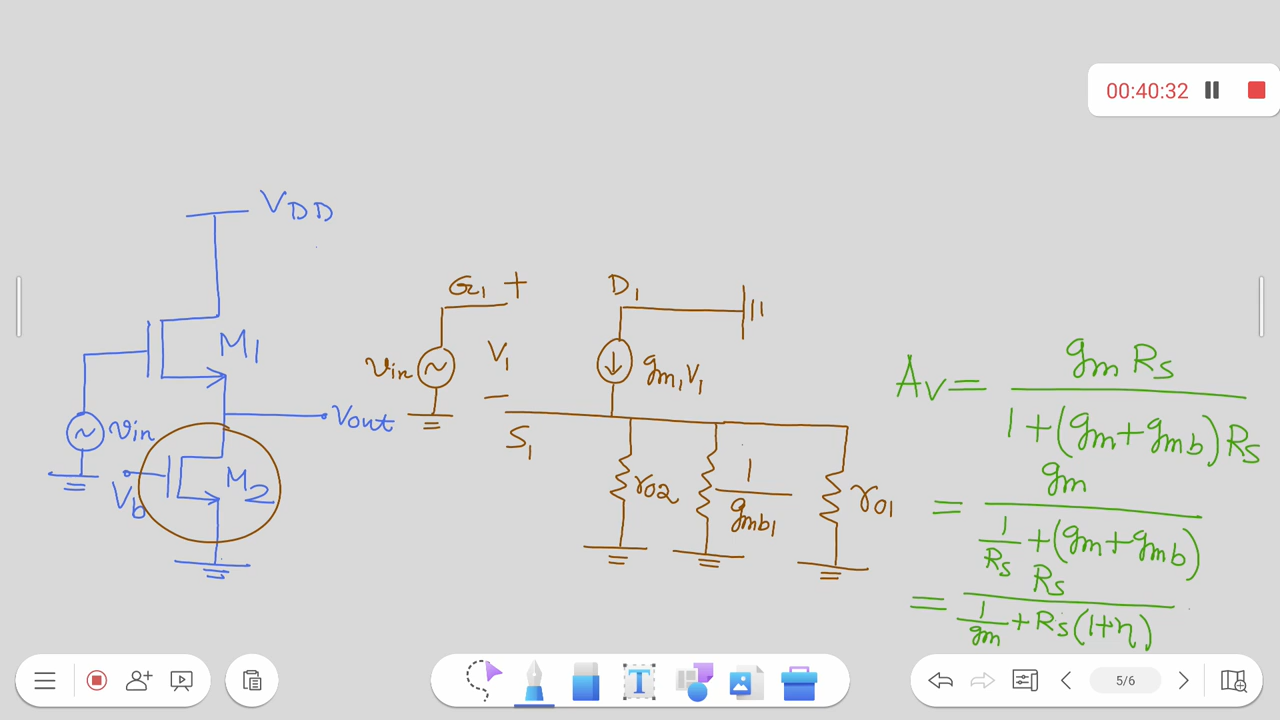 00:40:32
VDD
M1
Vin
Vout
Vb
M2
G1 +
D1
Vin
V1
gm1V1
−
S1
ro2
1/gmb1
ro1
Av = gm Rs / 1+(gm+gmb)Rs
= gm / 1/Rs +(gm+gmb)
= Rs / 1/gm + Rs(1+η)
T
5/6